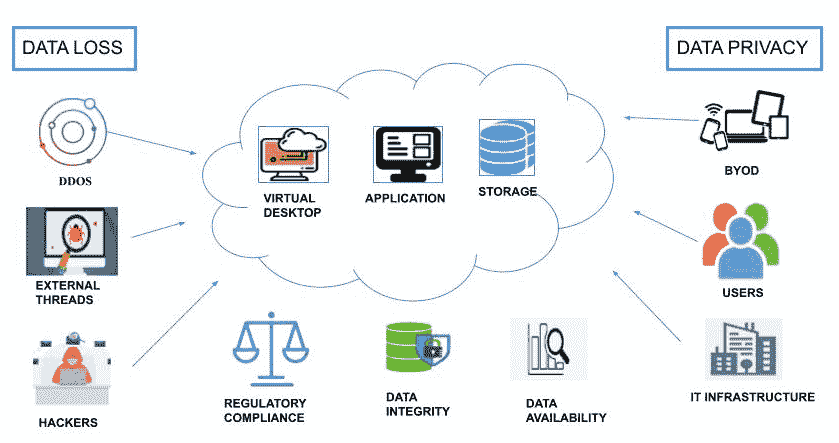 DATA LOSS
DATA PRIVACY
DDOS
VIRTUAL
DESKTOP
APPLICATION
STORAGE
BYOD
EXTERNAL
THREADS
USERS
HACKERS
REGULATORY
COMPLIANCE
DATA
INTEGRITY
DATA
AVAILABILITY
IT INFRASTRUCTURE